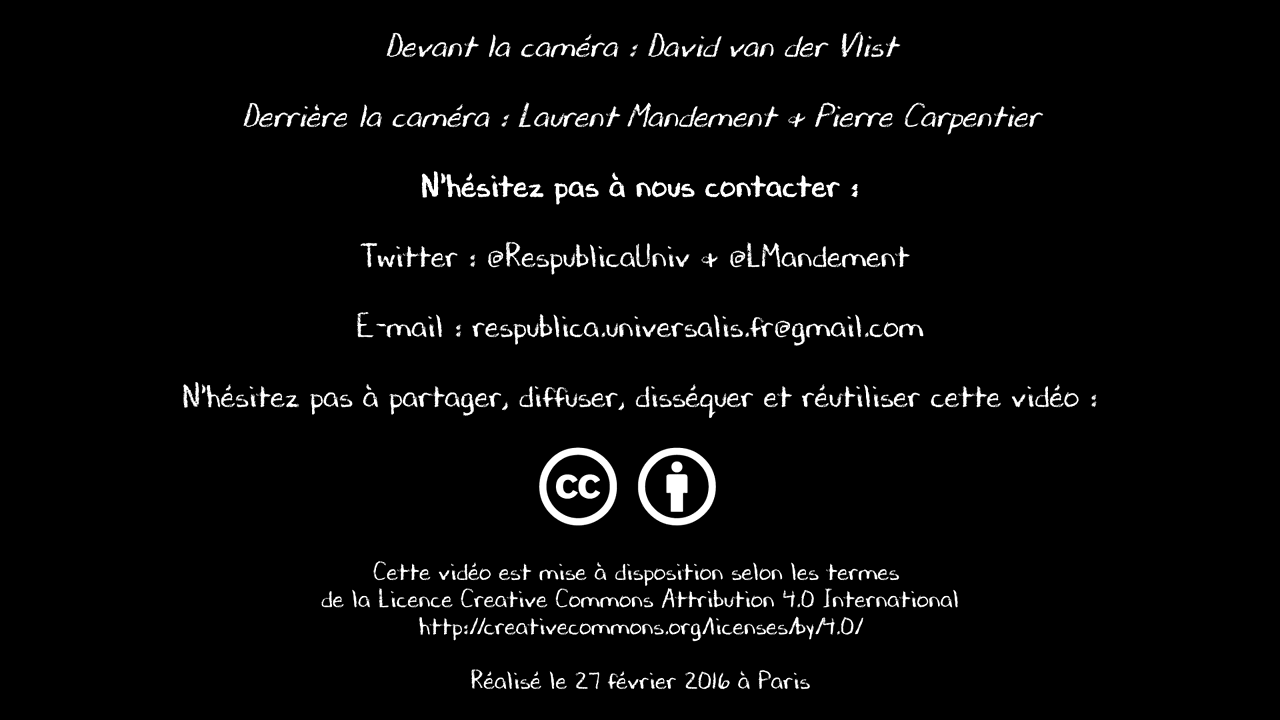 Devant la caméra : David van der Vlist
Derrière la caméra : Laurent Mandement & Pierre Carpentier
N'hésitez pas à nous contacter :
Twitter : @RespublicaUniv & @LMandement
E-mail : respublica.universalis.fr@gmail.com
N'hésitez pas à partager, diffuser, disséquer et réutiliser cette vidéo :
cc
Cette vidéo est mise à disposition selon les termes
de la Licence Creative Commons Attribution 4.0 International
http://creativecommons.org/licenses/by/4.0/
Réalisé le 27 février 2016 à Paris